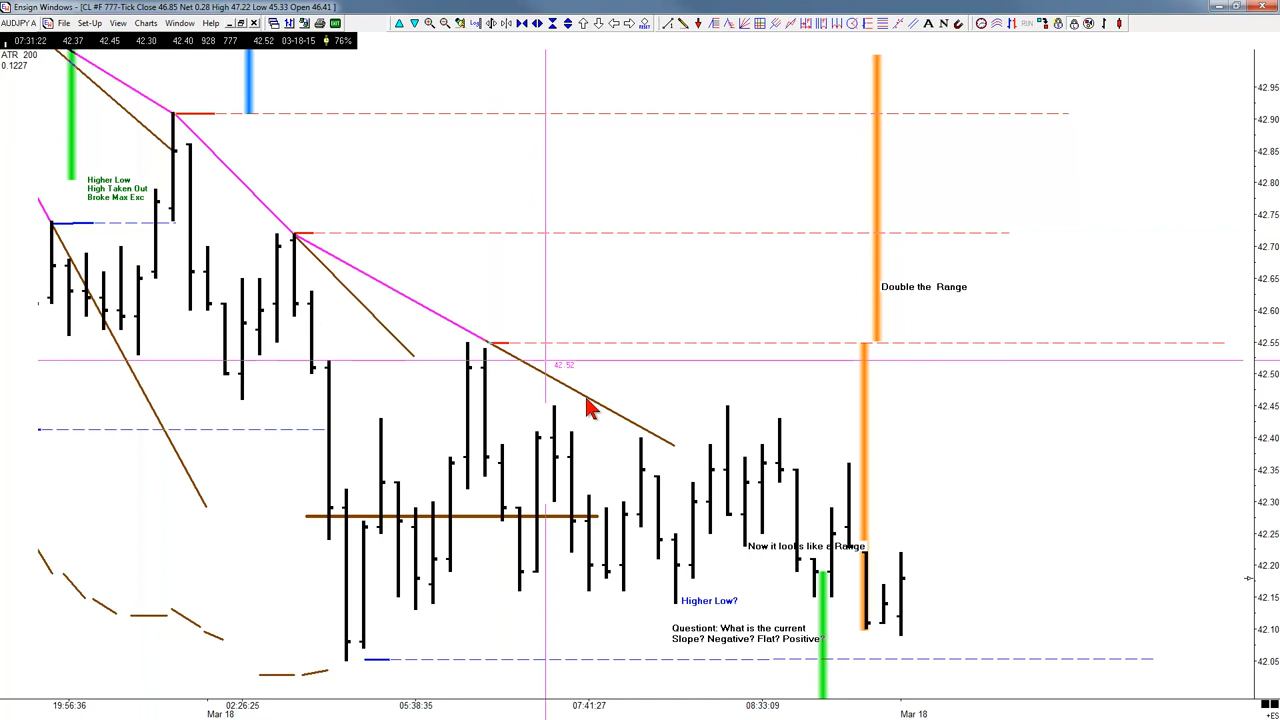 Ensign Windows - [CL #F 777-Tick Close 46.85 Net 0.28 High 47.22 Low 45.33 Open 46.41 ]
AUDJPY A
File Set-Up View Charts Window Help
07:31:22 42.37 42.45 42.30 42.40 928 777 42.52 03-18-15 76%
ATR 200
0.1227
Higher Low
High Taken Out
Broke Max Exc
Double the Range
42.52
Now it looks like a Range
Higher Low?
Questiont: What is the current
Slope? Negative? Flat? Positive?
42.95
42.90
42.85
42.80
42.75
42.70
42.65
42.60
42.55
42.50
42.45
42.40
42.35
42.30
42.25
42.20
42.15
42.10
42.05
19:56:36 02:26:25 05:38:35 07:41:27 08:33:09 Mar 18
Mar 18
+ES